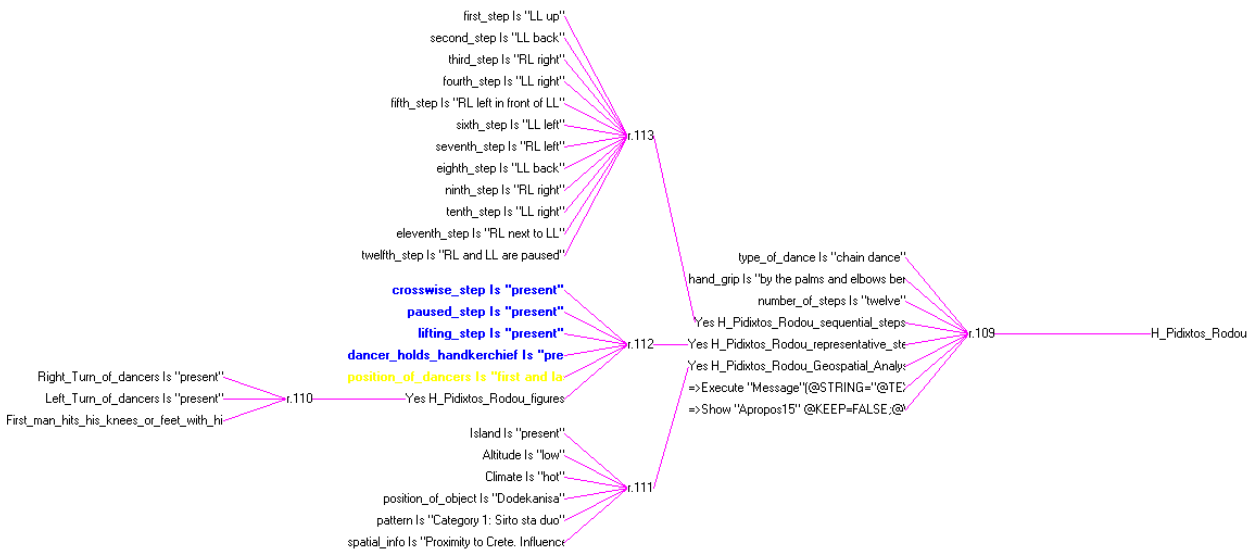 first_step Is "LL up"
second_step Is "LL back"
third_step Is "RL right"
fourth_step Is "LL right"
fifth_step Is "RL left in front of LL"
sixth_step Is "LL left"
seventh_step Is "RL left"
eighth_step Is "LL back"
ninth_step Is "RL right"
tenth_step Is "LL right"
eleventh_step Is "RL next to LL"
twelfth_step Is "RL and LL are paused"
r.113
crosswise_step Is "present"
paused_step Is "present"
lifting_step Is "present"
dancer_holds_handkerchief Is "pre
position_of_dancers Is "first and la
Yes H_Pidixtos_Rodou_figures
r.112
Right_Turn_of_dancers Is "present"
Left_Turn_of_dancers Is "present"
First_man_hits_his_knees_or_feet_with_hi
r.110
Island Is "present"
Altitude Is "low"
Climate Is "hot"
position_of_object Is "Dodekanisa"
pattern Is "Category 1: Sirto sta duo"
spatial_info Is "Proximity to Crete. Influence
r.111
type_of_dance Is "chain dance"
hand_grip Is "by the palms and elbows ber
number_of_steps Is "twelve"
Yes H_Pidixtos_Rodou_sequential_steps
Yes H_Pidixtos_Rodou_representative_ste
Yes H_Pidixtos_Rodou_Geospatial_Analys
=>Execute "Message"(@STRING="@TE
=>Show "Apropos15" @KEEP=FALSE;@
r.109
H_Pidixtos_Rodou